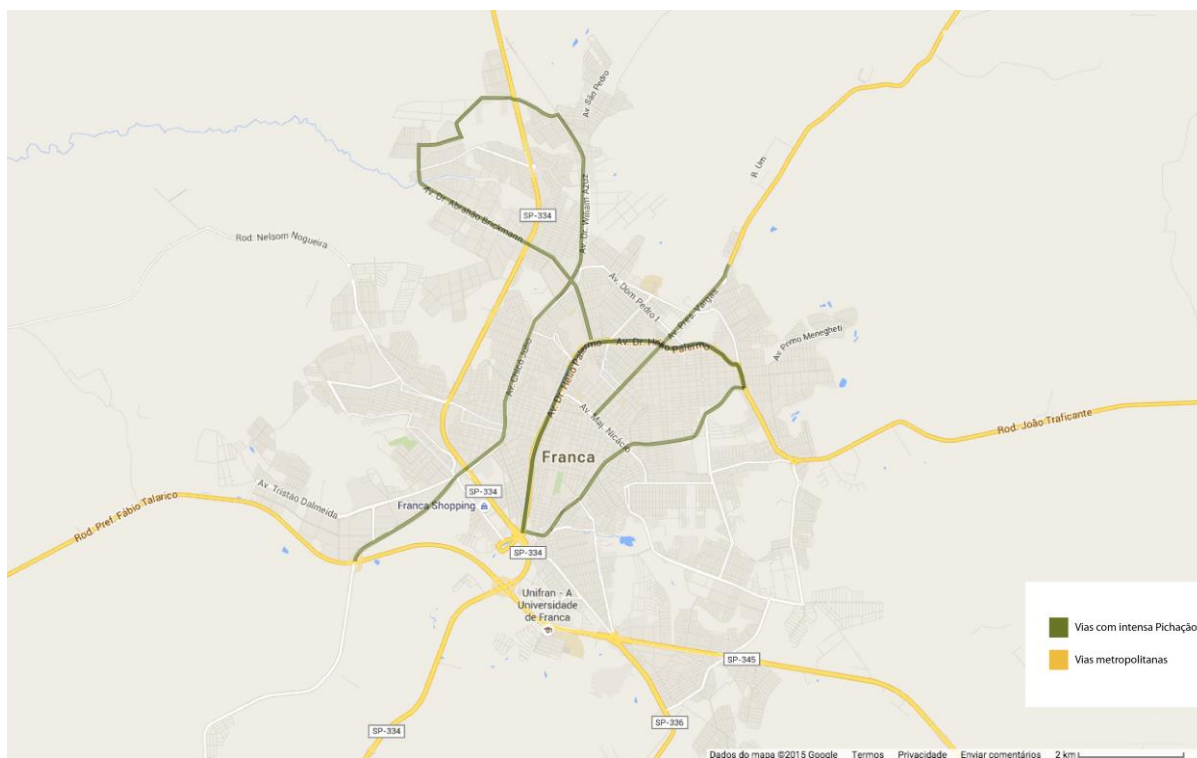 Av. São Pedro
R. Um
Av. Dr. Abrahão Brickmann
SP-334
Av. Dr. Wiliam Azuz
Rod. Nelsom Nogueira
Av. Dom Pedro I
Av. Pres. Vargas
Av. Primo Menegheti
Av. Dr. Hélio Palermo
Av. Dr. Hélio Palermo
Av. Chico Júlio
Av. Maj. Nicácio
Rod. João Traficante
Franca
Av. Tristão Dalmeida
SP-334
Franca Shopping
Rod. Pref. Fábio Talarico
SP-334
Unifran - A
Universidade
de Franca
Vias com intensa Pichação
Vias metropolitanas
SP-345
SP-336
SP-334
Dados do mapa ©2015 Google Termos Privacidade Enviar comentários 2 km